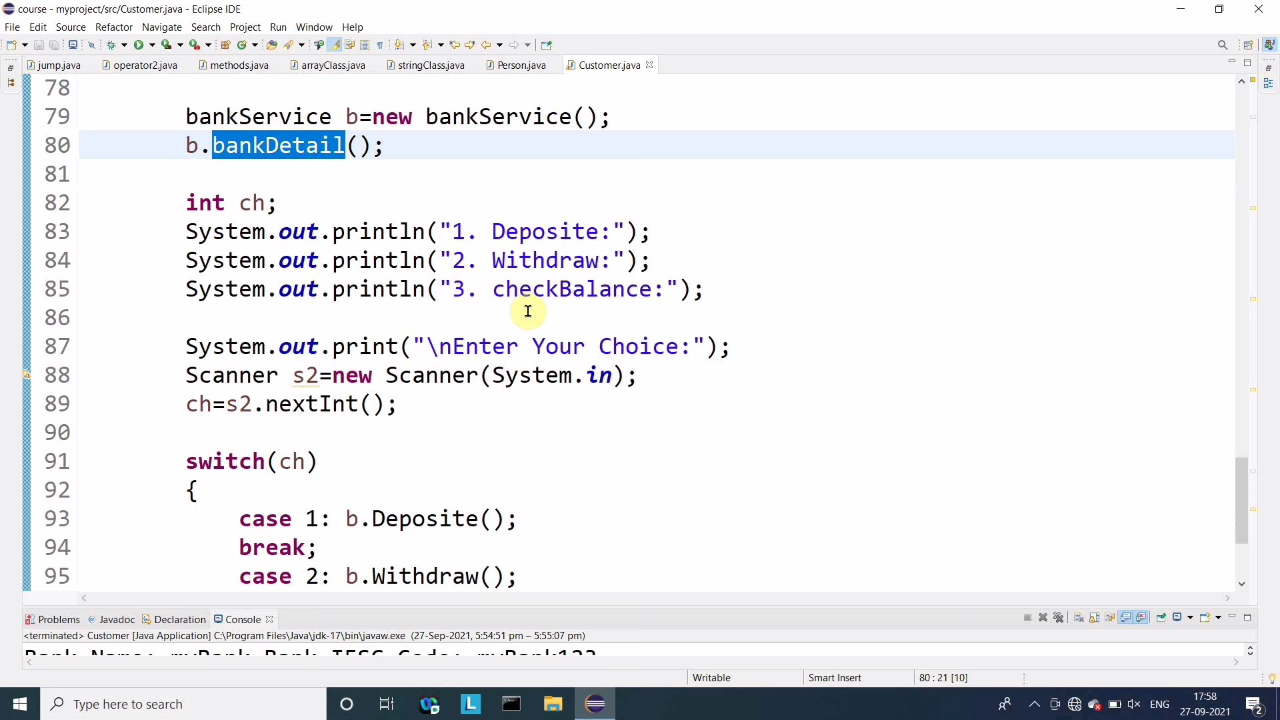 course - myproject/src/Customer.java - Eclipse IDE
File Edit Source Refactor Navigate Search Project Run Window Help
jump.java operator2.java methods.java arrayClass.java stringClass.java Person.java Customer.java
78
79 bankService b=new bankService();
80 b.bankDetail();
81
82 int ch;
83 System.out.println("1. Deposite:");
84 System.out.println("2. Withdraw:");
85 System.out.println("3. checkBalance:");
86
87 System.out.print("\nEnter Your Choice:");
88 Scanner s2=new Scanner(System.in);
89 ch=s2.nextInt();
90
91 switch(ch)
92 {
93 case 1: b.Deposite();
94 break;
95 case 2: b.Withdraw();
Problems Javadoc Declaration Console
<terminated> Customer [Java Application] C:\Program Files\Java\jdk-17\bin\javaw.exe (27-Sep-2021, 5:54:51 pm – 5:55:07 pm)
Bank Name: myBank Bank IFSC Code: myBank123
Writable Smart Insert 80 : 21 [10]
Type here to search
ENG
17:58
27-09-2021
2